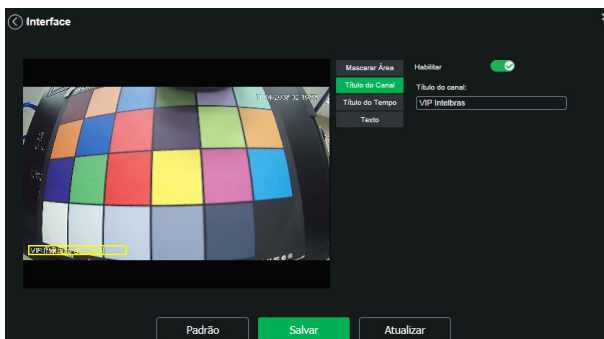 Interface
Mascarar Área
Habilitar
Título do Canal
Título do canal:
Título do Tempo
VIP Intelbras
Texto
Padrão
Salvar
Atualizar